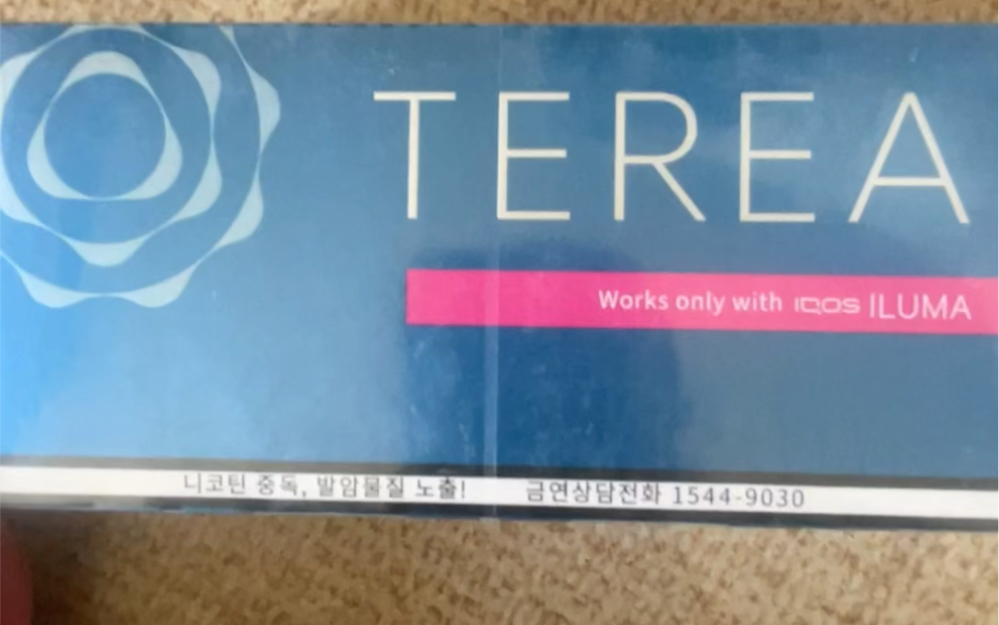 TEREA
Works only with IQOS ILUMA
니코틴 중독, 발암물질 노출! 금연상담전화 1544-9030